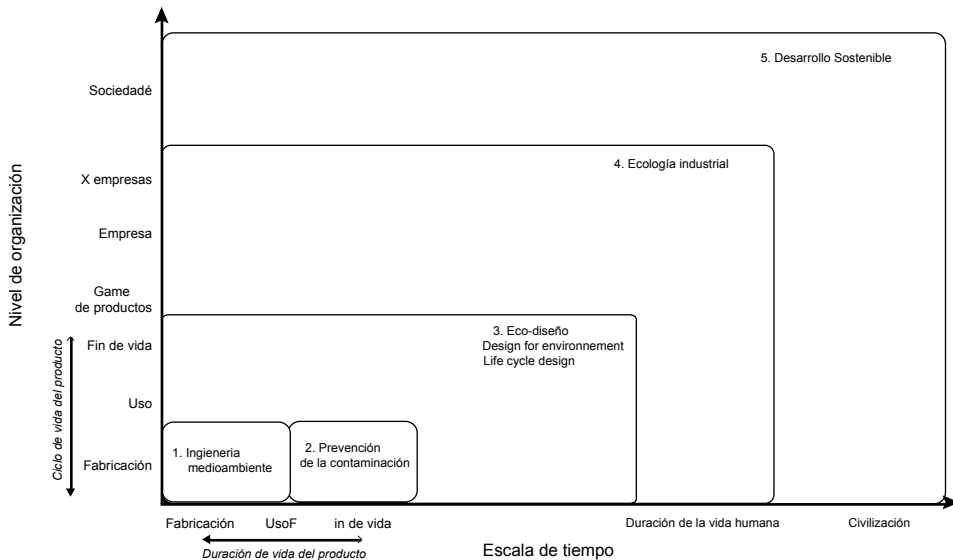 5. Desarrollo Sostenible
Sociedadé
4. Ecología industrial
X empresas
Nivel de organización
Empresa
Game
de productos
3. Eco-diseño
Design for environnement
Life cycle design
Fin de vida
Ciclo de vida del producto
Uso
1. Ingieneria
medioambiente
2. Prevención
de la contaminación
Fabricación
Fabricación
UsoF
in de vida
Duración de la vida humana
Civilización
Duración de vida del producto
Escala de tiempo